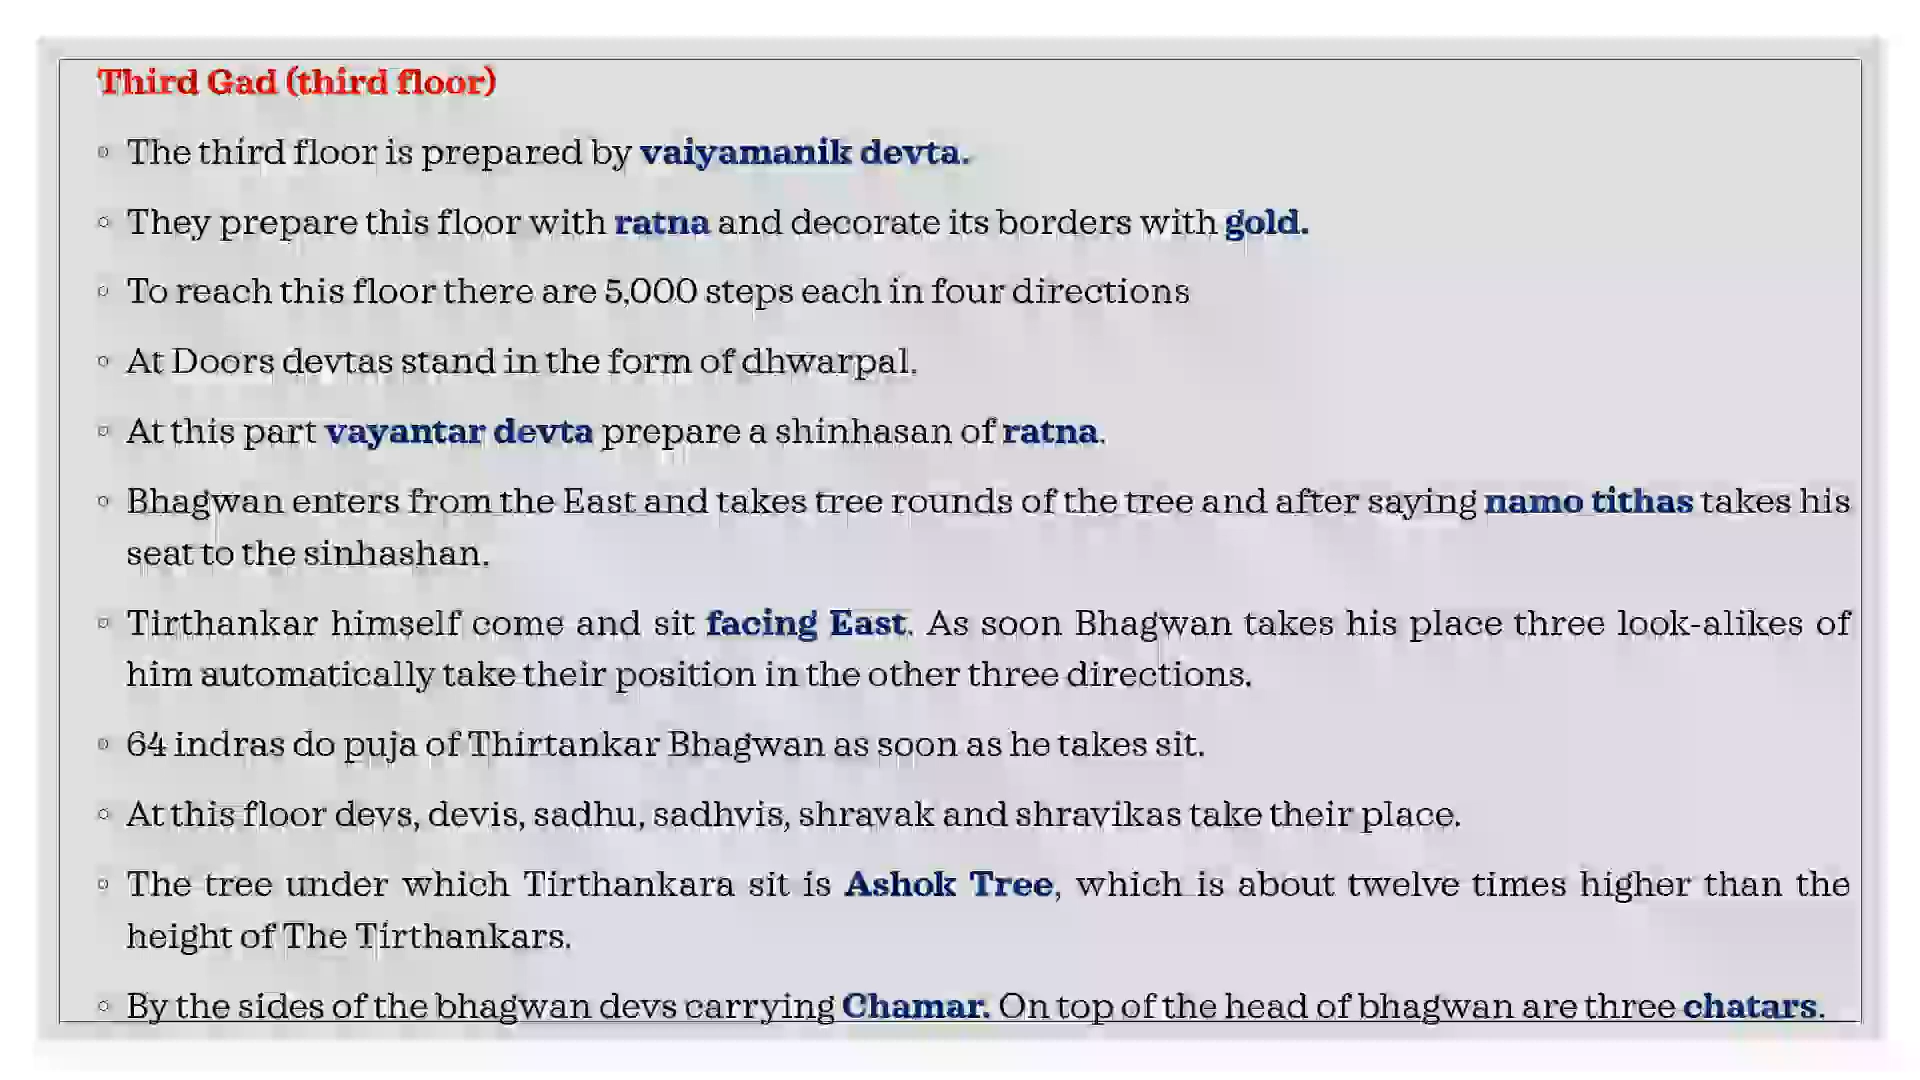 Third Gad (third floor)
The third floor is prepared by vaiyamanik devta.
They prepare this floor with ratna and decorate its borders with gold.
To reach this floor there are 5,000 steps each in four directions
At Doors devtas stand in the form of dhwarpal.
At this part vayantar devta prepare a shinhasan of ratna.
Bhagwan enters from the East and takes tree rounds of the tree and after saying namo tithas takes his
seat to the sinhashan.
Tirthankar himself come and sit facing East. As soon Bhagwan takes his place three look-alikes of
him automatically take their position in the other three directions.
64 indras do puja of Thirtankar Bhagwan as soon as he takes sit.
At this floor devs, devis, sadhu, sadhvis, shravak and shravikas take their place.
The tree under which Tirthankara sit is Ashok Tree, which is about twelve times higher than the
height of The Tirthankars.
By the sides of the bhagwan devs carrying Chamar. On top of the head of bhagwan are three chatars.